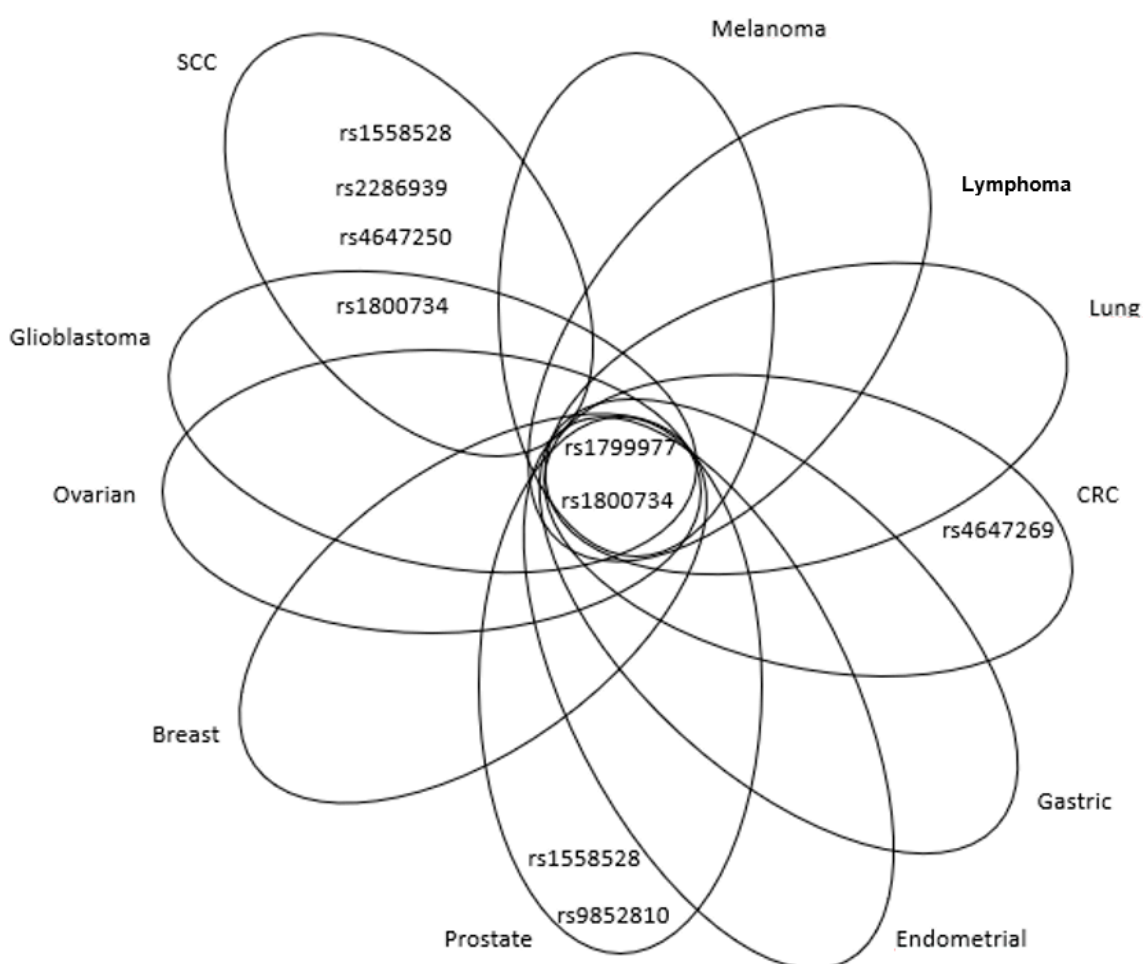 Melanoma
SCC
rs1558528
rs2286939
Lymphoma
rs4647250
rs1800734
Lung
Glioblastoma
rs1799977
Ovarian
rs1800734
CRC
rs4647269
Breast
Gastric
rs1558528
rs9852810
Prostate
Endometrial